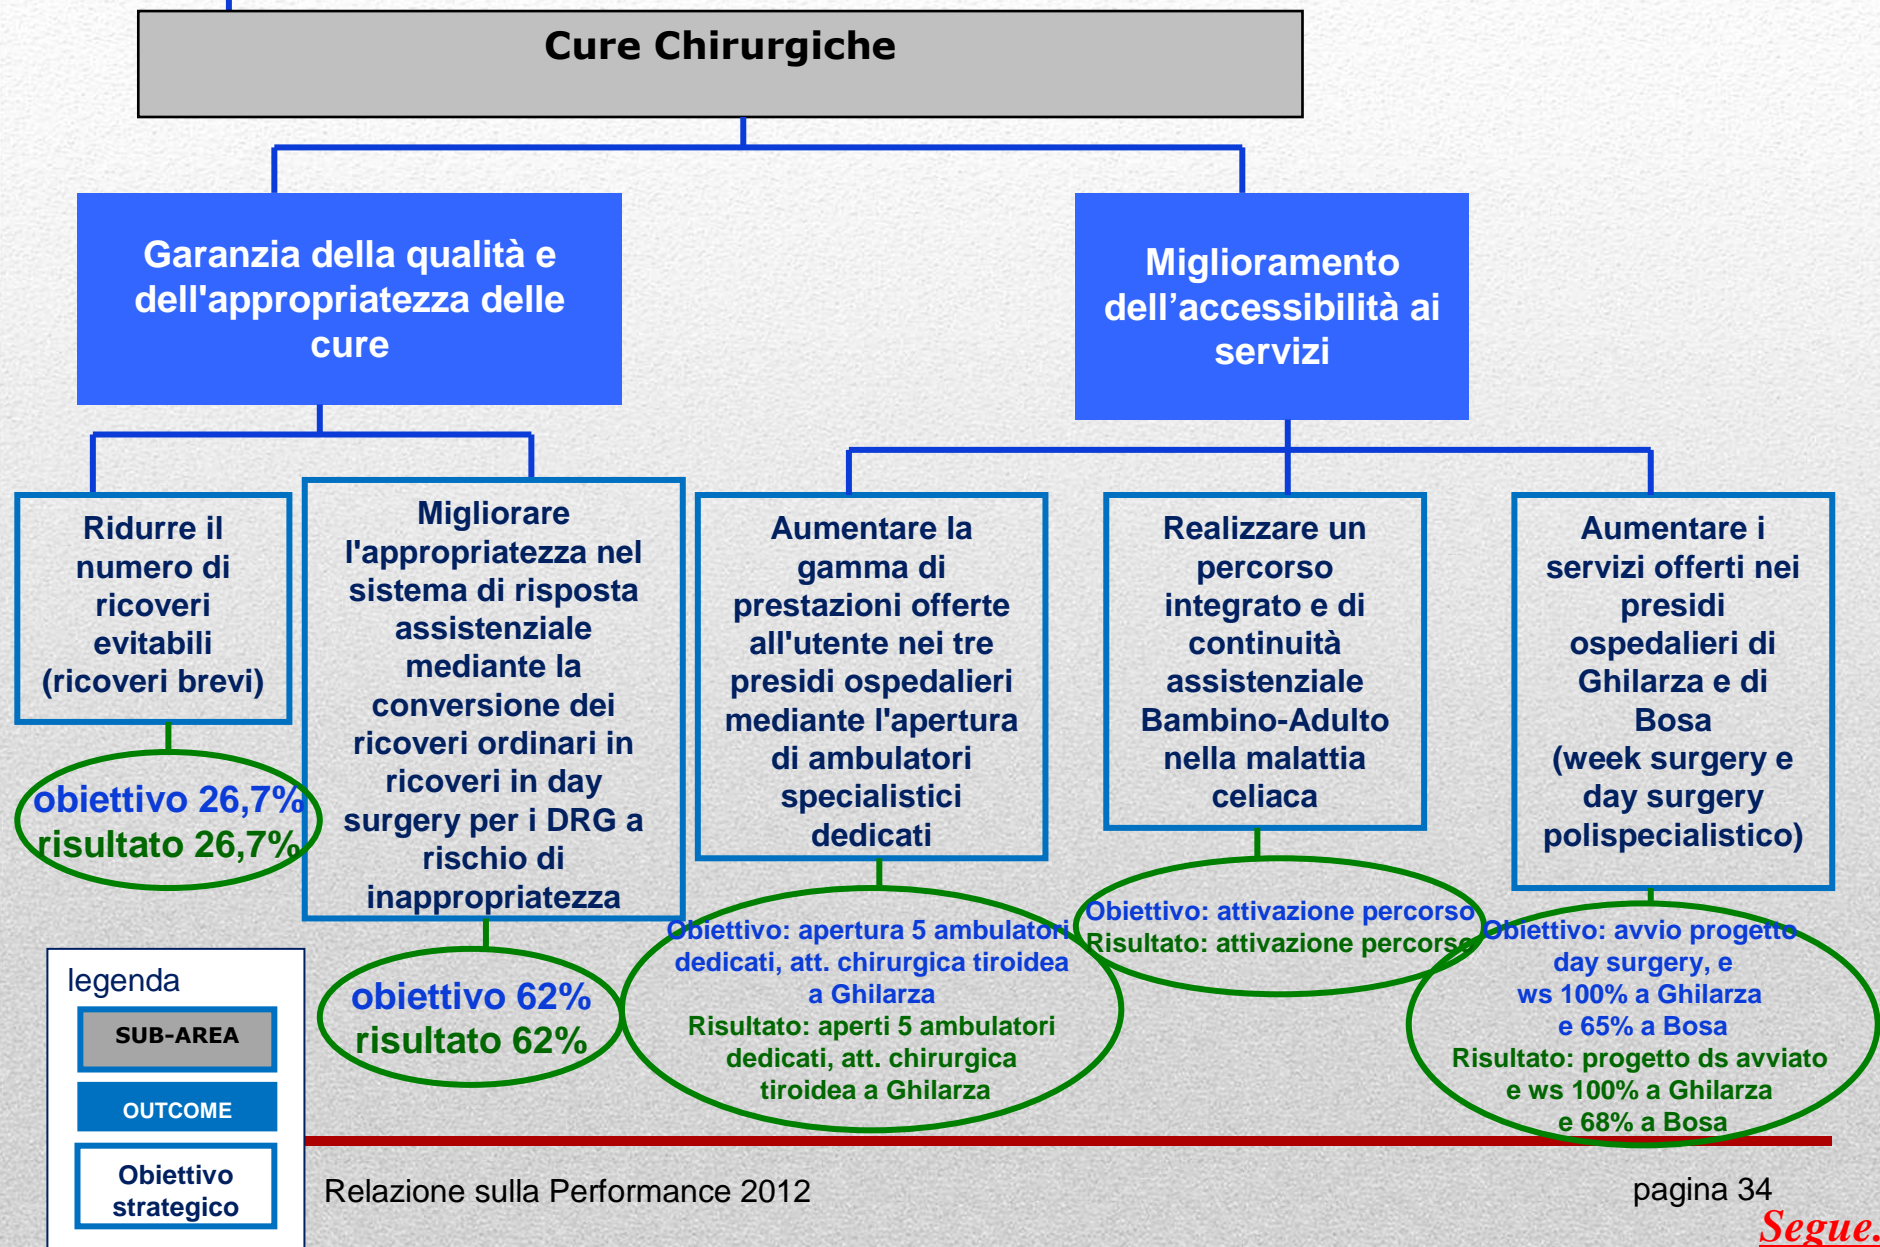 Cure Chirurgiche
Garanzia della qualità e
dell'appropriatezza delle
cure
Miglioramento
dell’accessibilità ai
servizi
Ridurre il
numero di
ricoveri
evitabili
(ricoveri brevi)
obiettivo 26,7%
risultato 26,7%
Migliorare
l'appropriatezza nel
sistema di risposta
assistenziale
mediante la
conversione dei
ricoveri ordinari in
ricoveri in day
surgery per i DRG a
rischio di
inappropriatezza
obiettivo 62%
risultato 62%
Aumentare la
gamma di
prestazioni offerte
all'utente nei tre
presidi ospedalieri
mediante l'apertura
di ambulatori
specialistici
dedicati
Obiettivo: apertura 5 ambulatori
dedicati, att. chirurgica tiroidea
a Ghilarza
Risultato: aperti 5 ambulatori
dedicati, att. chirurgica
tiroidea a Ghilarza
Realizzare un
percorso
integrato e di
continuità
assistenziale
Bambino-Adulto
nella malattia
celiaca
Obiettivo: attivazione percorso
Risultato: attivazione percorso
Aumentare i
servizi offerti nei
presidi
ospedalieri di
Ghilarza e di
Bosa
(week surgery e
day surgery
polispecialistico)
Obiettivo: avvio progetto
day surgery, e
ws 100% a Ghilarza
e 65% a Bosa
Risultato: progetto ds avviato
e ws 100% a Ghilarza
e 68% a Bosa
legenda
SUB-AREA
OUTCOME
Obiettivo
strategico
Relazione sulla Performance 2012
pagina 34
Segue.